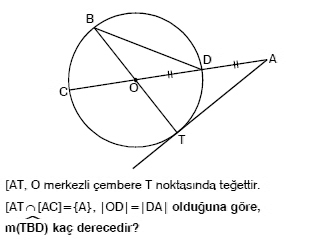 B
D
A
C
O
T
[AT, O merkezli çembere T noktasında teğettir.
[AT∩[AC]={A}, |OD|=|DA| olduğuna göre,
m(TBD) kaç derecedir?